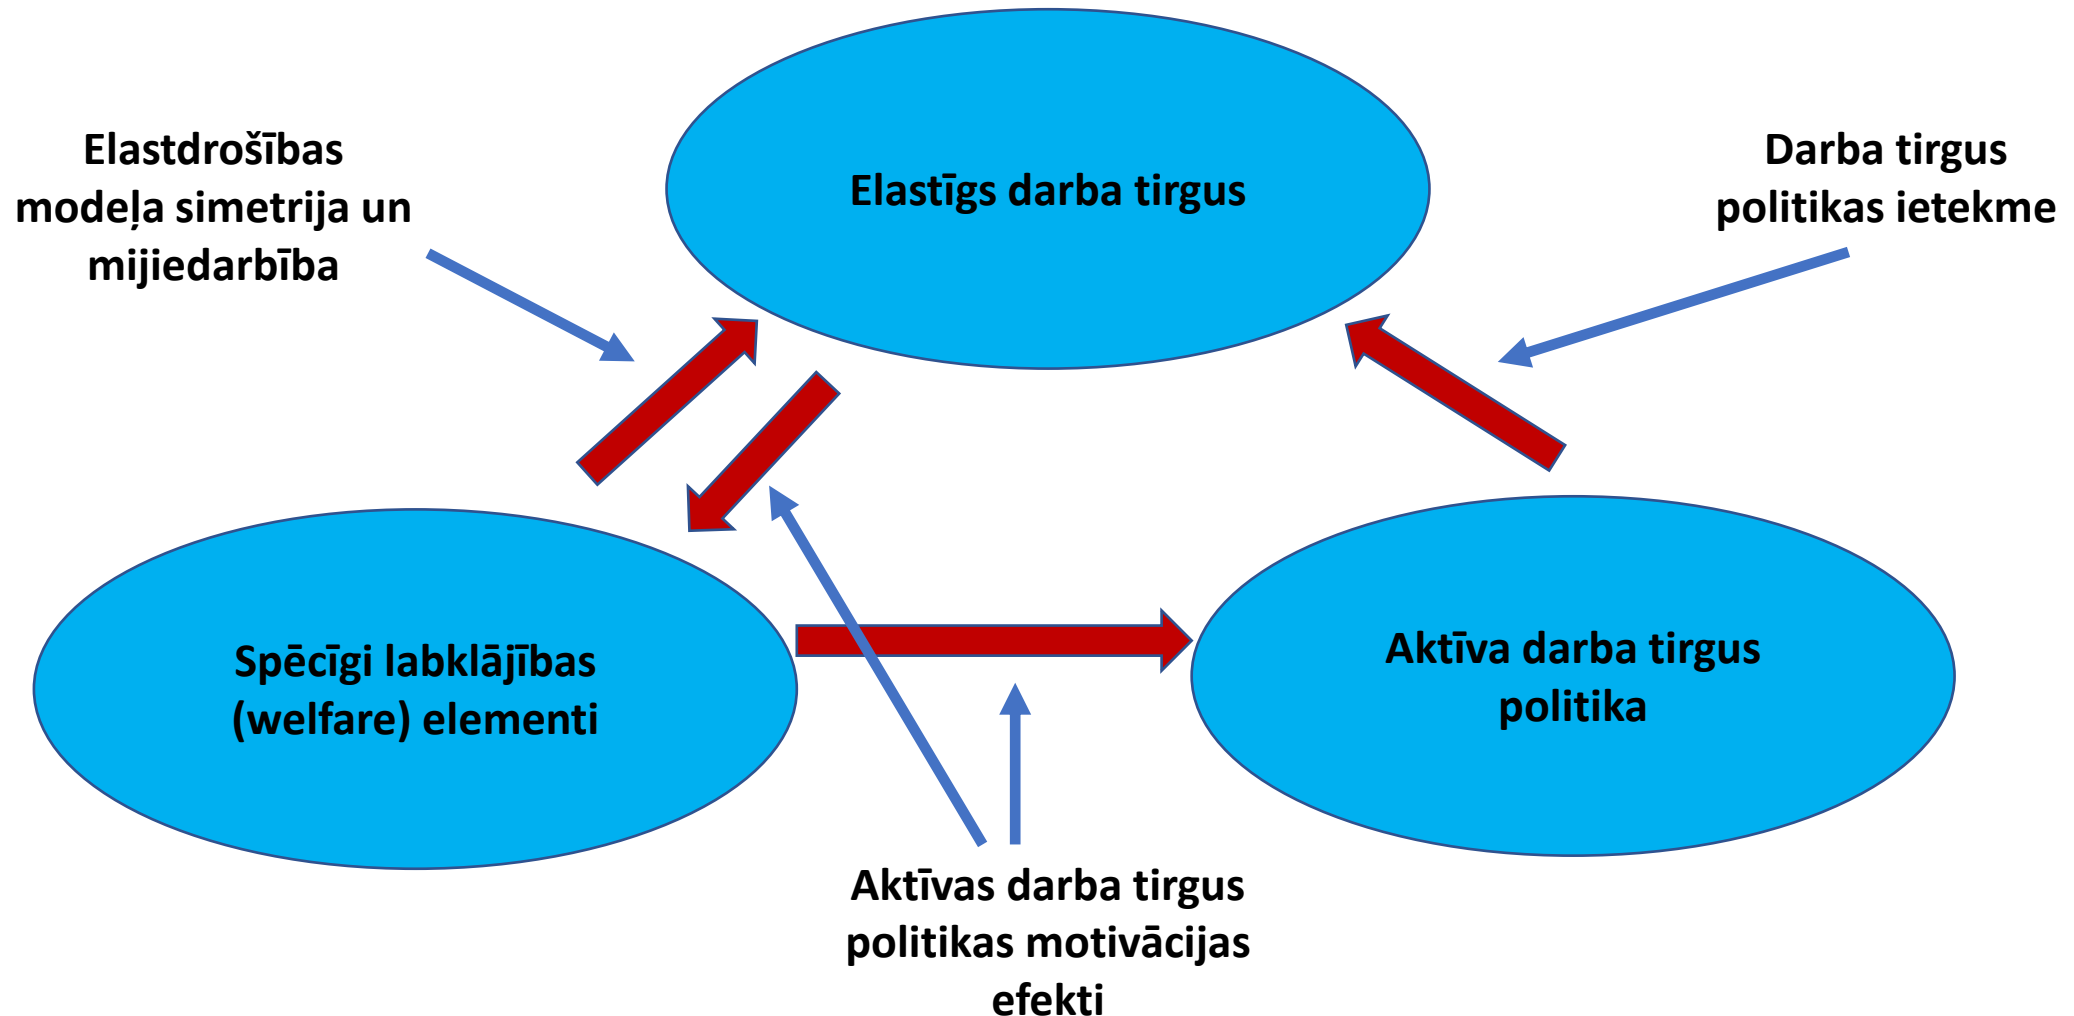 Elastdrošības
modeļa simetrija un
mijiedarbība
Elastīgs darba tirgus
Darba tirgus
politikas ietekme
Spēcīgi labklājības
(welfare) elementi
Aktīva darba tirgus
politika
Aktīvas darba tirgus
politikas motivācijas
efekti